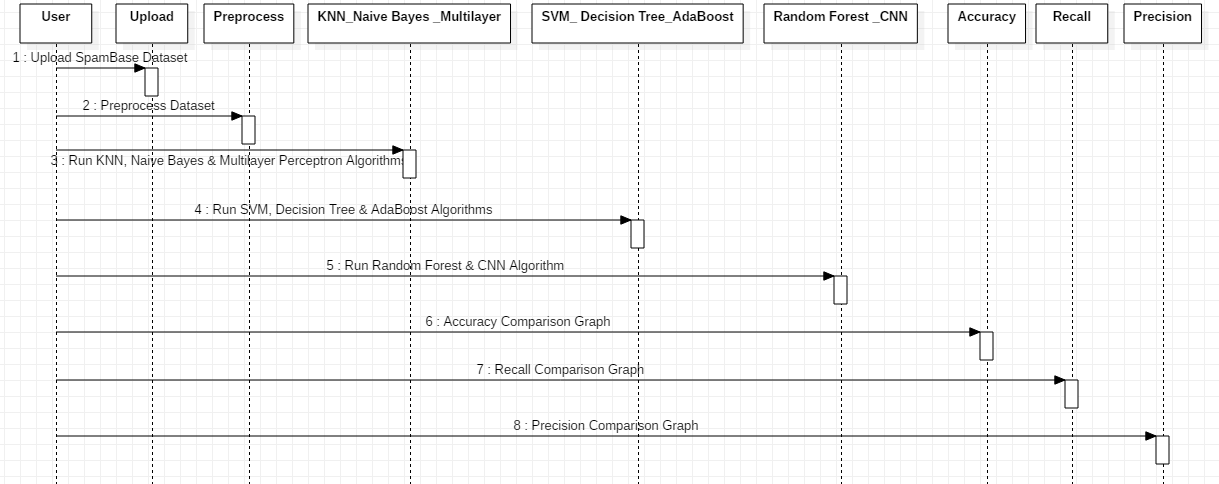 User
Upload
Preprocess
KNN_Naive Bayes _Multilayer
SVM_ Decision Tree_AdaBoost
Random Forest _CNN
Accuracy
Recall
Precision
1 : Upload SpamBase Dataset
2 : Preprocess Dataset
3 : Run KNN, Naive Bayes & Multilayer Perceptron Algorithms
4 : Run SVM, Decision Tree & AdaBoost Algorithms
5 : Run Random Forest & CNN Algorithm
6 : Accuracy Comparison Graph
7 : Recall Comparison Graph
8 : Precision Comparison Graph